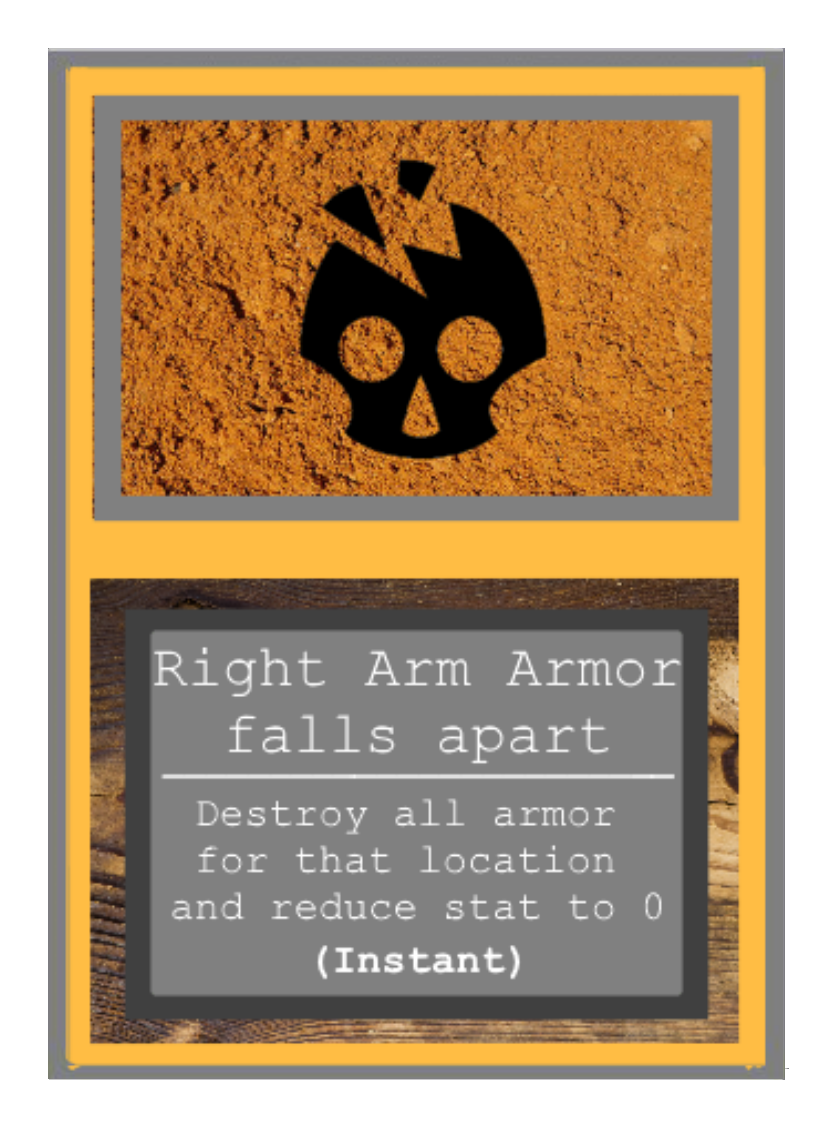 Right Arm Armor
falls apart
Destroy all armor
for that location
and reduce stat to 0
(Instant)